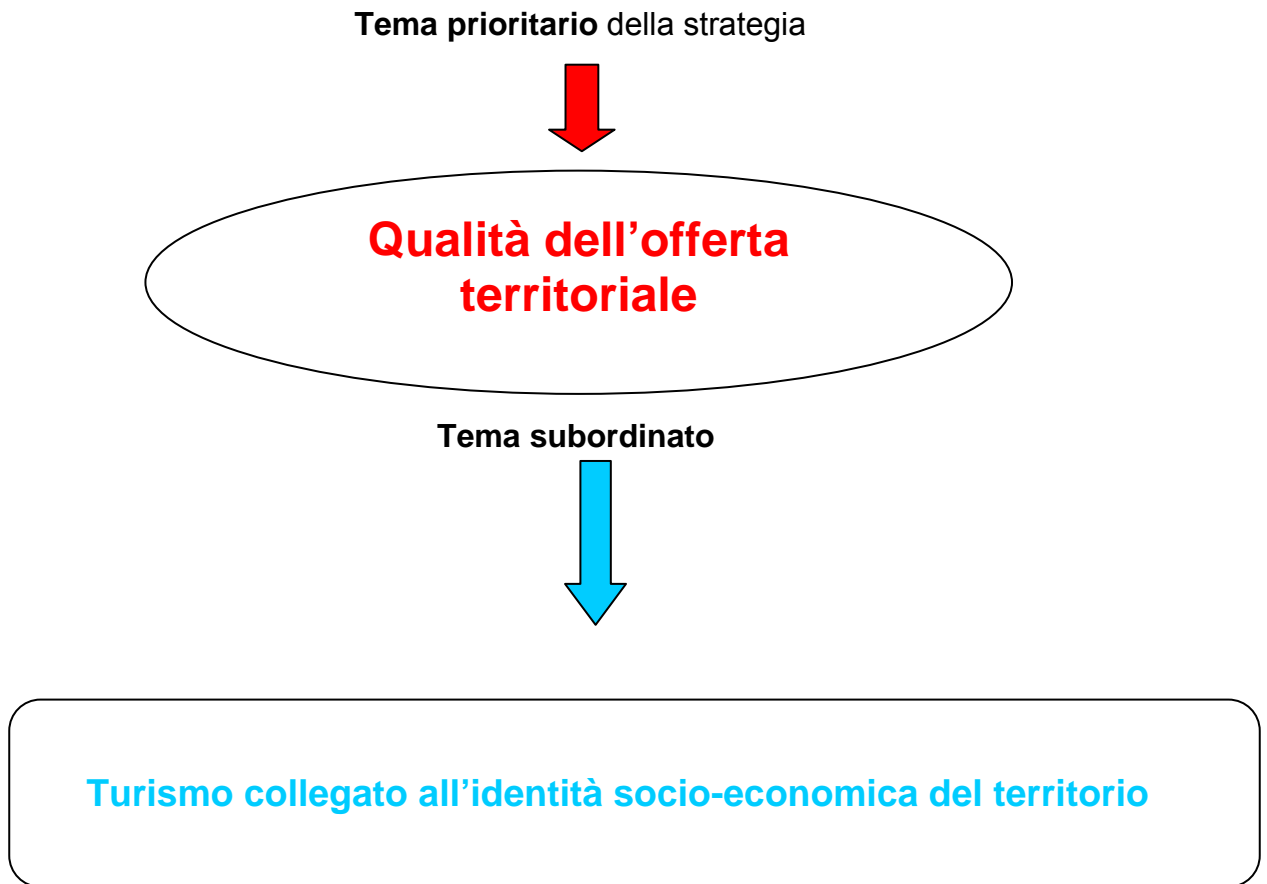 Tema prioritario della strategia
Qualità dell’offerta
territoriale
Tema subordinato
Turismo collegato all’identità socio-economica del territorio